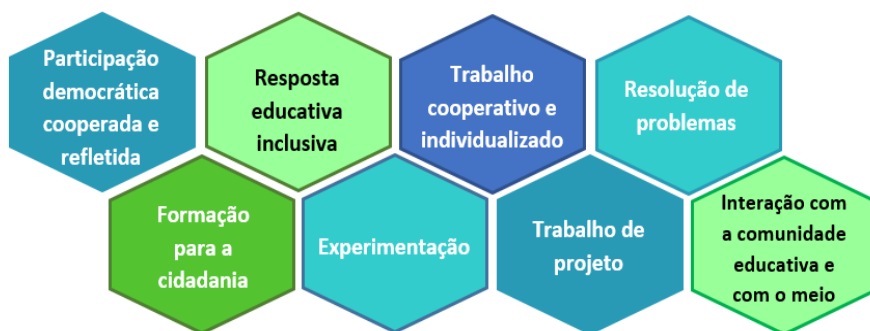 Participação
democrática
cooperada e
refletida
Resposta
educativa
inclusiva
Trabalho
cooperativo e
individualizado
Resolução de
problemas
Formação
para a
cidadania
Experimentação
Trabalho de
projeto
Interação com
a comunidade
educativa e
com o meio